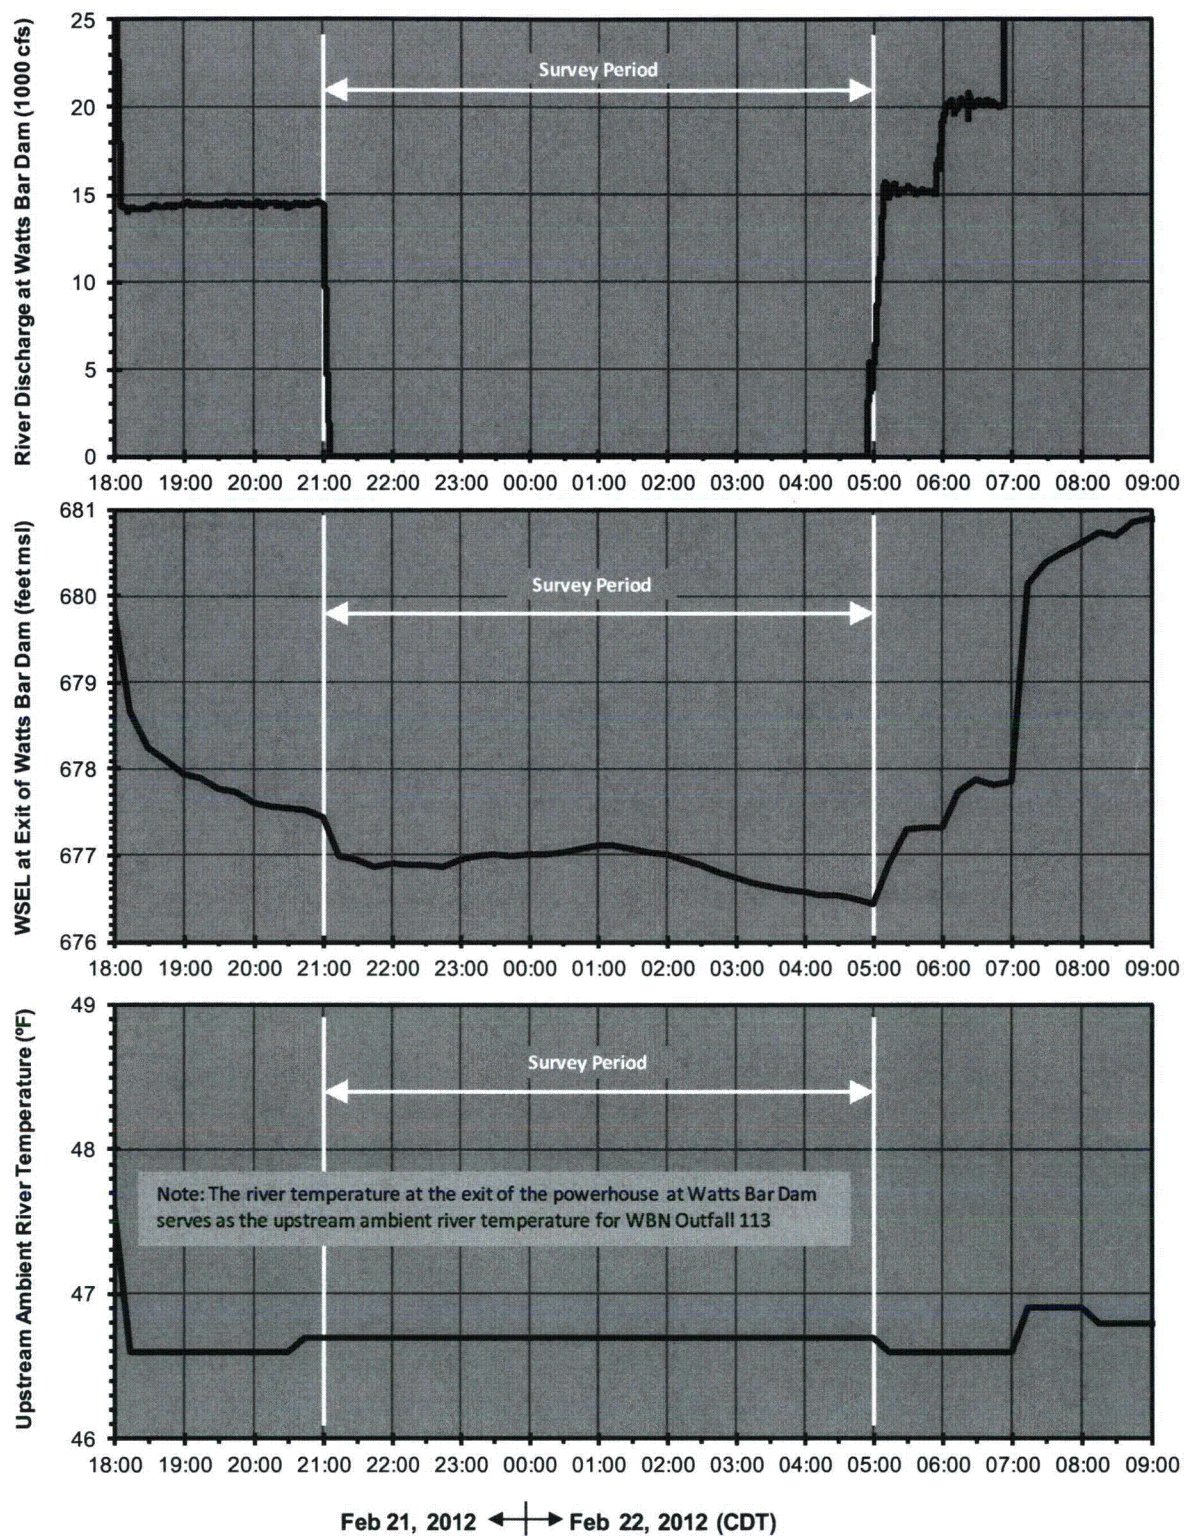 River Discharge at Watts Bar Dam (1000 cfs)
25
20
15
10
5
0
Survey Period
18:00 19:00 20:00 21:00 22:00 23:00 00:00 01:00 02:00 03:00 04:00 05:00 06:00 07:00 08:00 09:00
WSEL at Exit of Watts Bar Dam (feet msl)
681
680
679
678
677
676
Survey Period
18:00 19:00 20:00 21:00 22:00 23:00 00:00 01:00 02:00 03:00 04:00 05:00 06:00 07:00 08:00 09:00
Upstream Ambient River Temperature (ºF)
49
48
47
46
Survey Period
Note: The river temperature at the exit of the powerhouse at Watts Bar Dam
serves as the upstream ambient river temperature for WBN Outfall 113
18:00 19:00 20:00 21:00 22:00 23:00 00:00 01:00 02:00 03:00 04:00 05:00 06:00 07:00 08:00 09:00
Feb 21, 2012 Feb 22, 2012 (CDT)